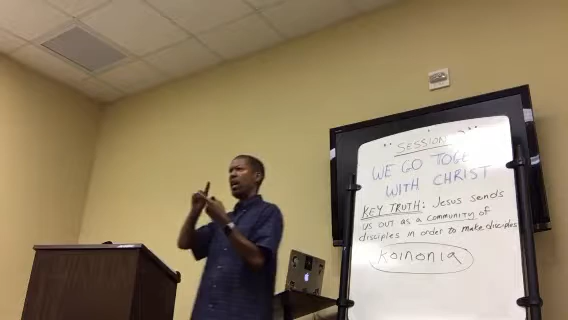 "SESSION
WE GO TOGE
WITH CHRIST
KEY TRUTH: Jesus sends
us out as a community of
disciples in order to make disciples
Koinonia